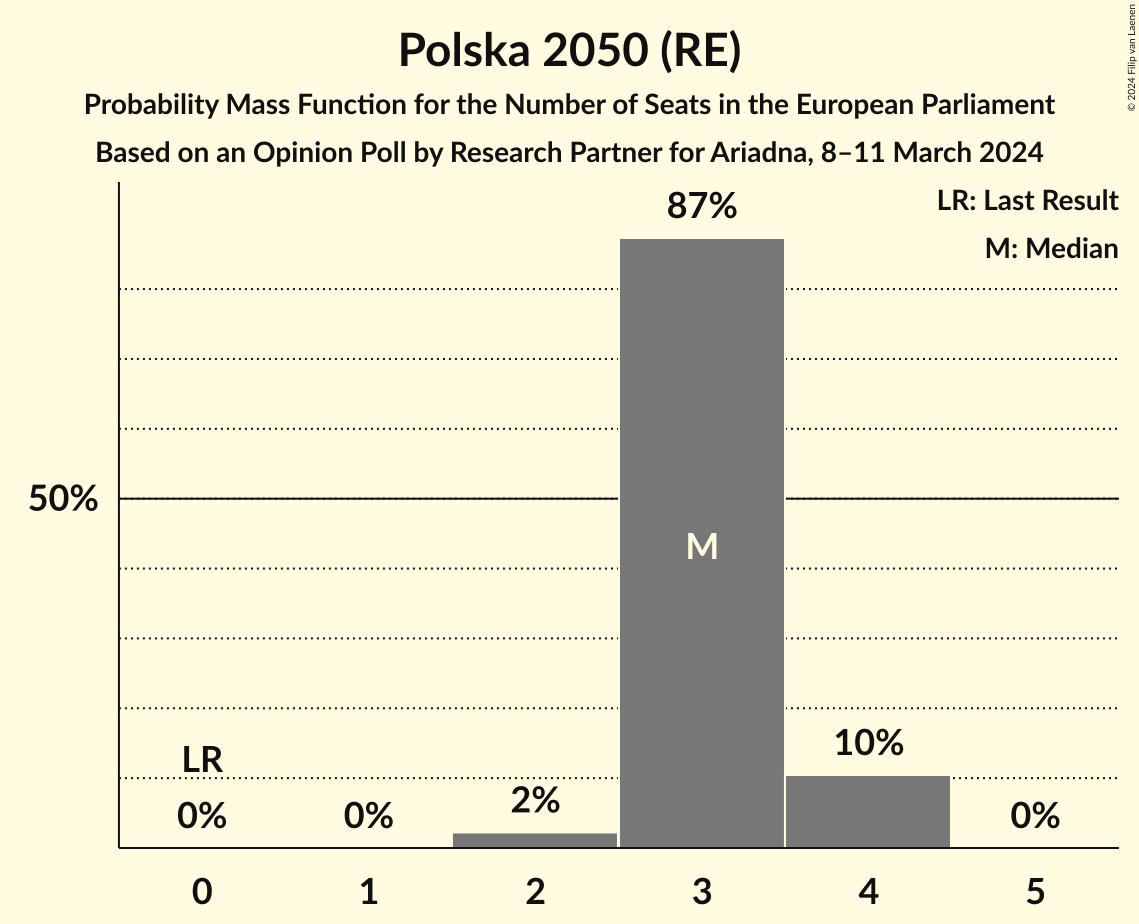 Polska 2050 (RE)
Probability Mass Function for the Number of Seats in the European Parliament
Based on an Opinion Poll by Research Partner for Ariadna, 8–11 March 2024
© 2024 Filip van Laenen
LR: Last Result
M: Median
87%
50%
M
LR
10%
2%
0% 0% 0%
0 1 2 3 4 5